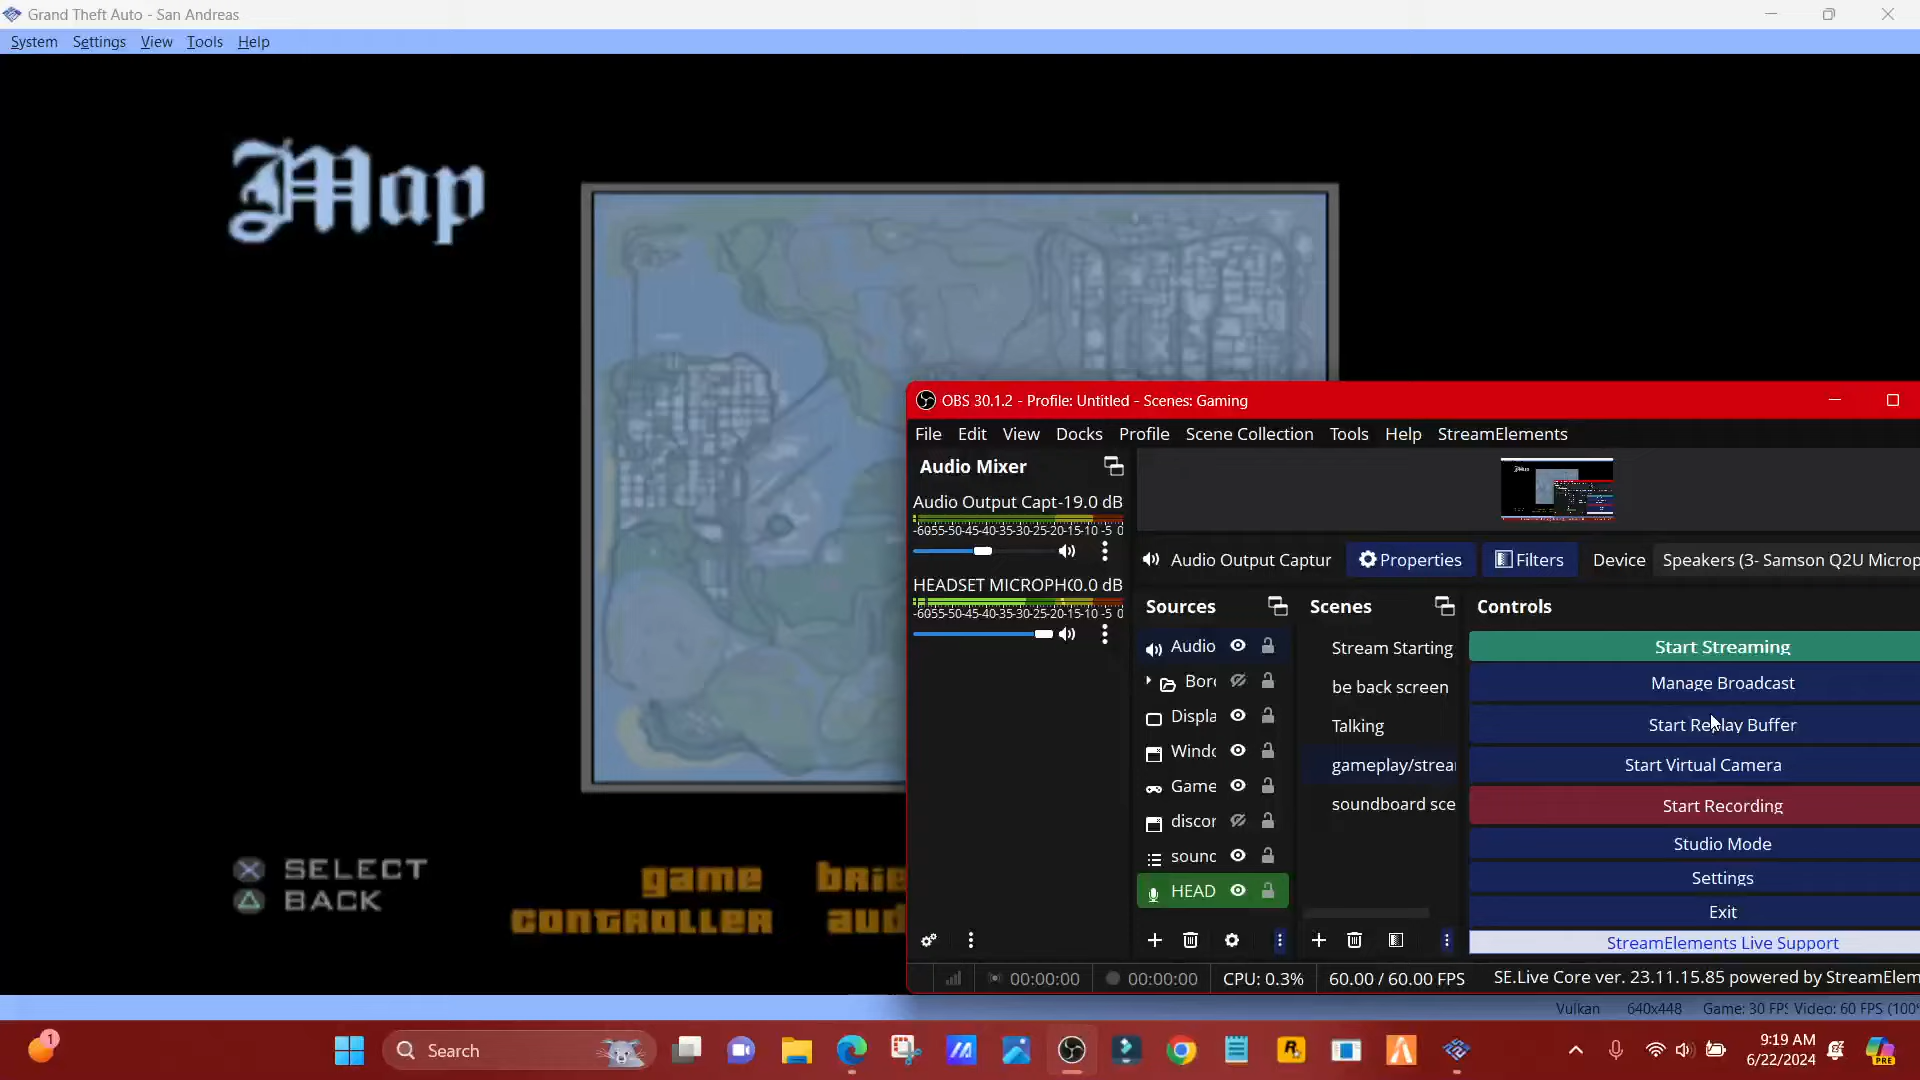 Grand Theft Auto - San Andreas
System Settings View Tools Help
Map
SELECT
BACK
game
CONTROLLER
OBS 30.1.2 - Profile: Untitled - Scenes: Gaming
File Edit View Docks Profile Scene Collection Tools Help StreamElements
Audio Mixer
Audio Output Capt -19.0 dB
-60 -55 -50 -45 -40 -35 -30 -25 -20 -15 -10 -5 0
HEADSET MICROPH 0.0 dB
-60 -55 -50 -45 -40 -35 -30 -25 -20 -15 -10 -5 0
Audio Output Captur Properties Filters Device Speakers (3- Samson Q2U Microp
Sources
Audio
Displa
Game
discor
sounc
HEAD
Scenes
Stream Starting
be back screen
Talking
gameplay/strear
soundboard sce
Controls
Start Streaming
Manage Broadcast
Start Replay Buffer
Start Virtual Camera
Start Recording
Studio Mode
Settings
Exit
StreamElements Live Support
00:00:00 00:00:00 CPU: 0.3% 60.00 / 60.00 FPS SE.Live Core ver. 23.11.15.85 powered by StreamElem
Vulkan 640x448 Game: 30 FPS Video: 60 FPS (100%
1
Search
9:19 AM
6/22/2024
PRE